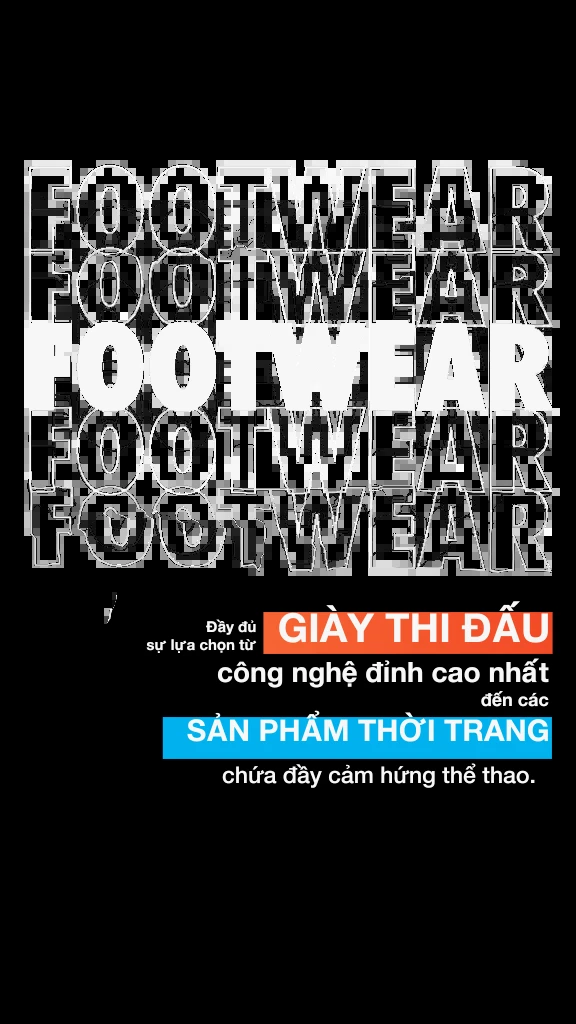 FOOTWEAR
FOOTWEAR
FOOTWEAR
FOOTWEAR
FOOTWEAR
Đầy đủ
sự lựa chọn từ
GIÀY THI ĐẤU
công nghệ đỉnh cao nhất
đến các
SẢN PHẨM THỜI TRANG
chứa đầy cảm hứng thể thao.